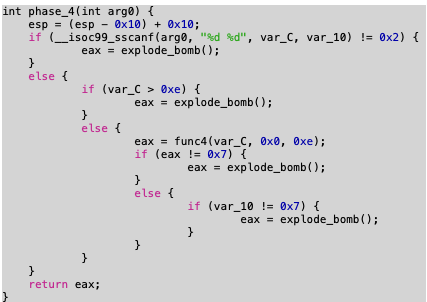 int phase_4(int arg0) {
    esp = (esp - 0x10) + 0x10;
    if (__isoc99_sscanf(arg0, "%d %d", var_C, var_10) != 0x2) {
            eax = explode_bomb();
    }
    else {
            if (var_C > 0xe) {
                    eax = explode_bomb();
            }
            else {
                    eax = func4(var_C, 0x0, 0xe);
                    if (eax != 0x7) {
                            eax = explode_bomb();
                    }
                    else {
                            if (var_10 != 0x7) {
                                    eax = explode_bomb();
                            }
                    }
            }
    }
    return eax;
}